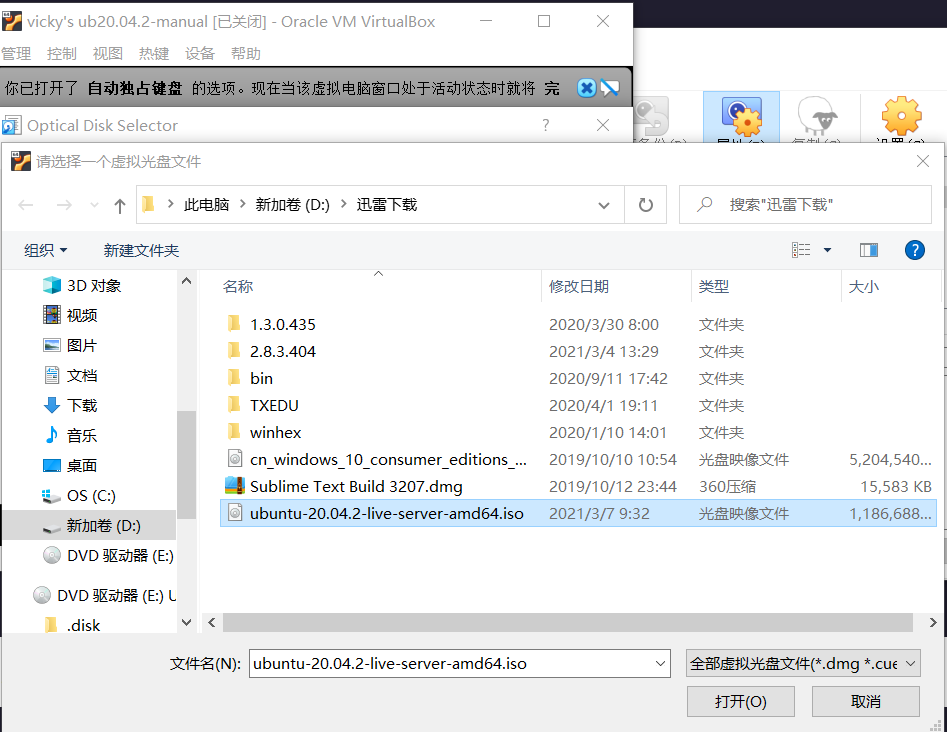 vicky's ub20.04.2-manual [已关闭] - Oracle VM VirtualBox
管理 控制 视图 热键 设备 帮助
你已打开了 自动独占键盘 的选项。现在当该虚拟电脑窗口处于活动状态时就将 完
Optical Disk Selector ?
请选择一个虚拟光盘文件
此电脑 > 新加卷 (D:) > 迅雷下载
搜索"迅雷下载"
组织 新建文件夹
名称 修改日期 类型 大小
3D 对象
视频
图片
文档
下载
音乐
桌面
OS (C:)
新加卷 (D:)
DVD 驱动器 (E:)
DVD 驱动器 (E:) U
.disk
1.3.0.435 2020/3/30 8:00 文件夹
2.8.3.404 2021/3/4 13:29 文件夹
bin 2020/9/11 17:42 文件夹
TXEDU 2020/4/1 19:11 文件夹
winhex 2020/1/10 14:01 文件夹
cn_windows_10_consumer_editions_... 2019/10/10 10:54 光盘映像文件 5,204,540...
Sublime Text Build 3207.dmg 2019/10/12 23:44 360压缩 15,583 KB
ubuntu-20.04.2-live-server-amd64.iso 2021/3/7 9:32 光盘映像文件 1,186,688...
文件名(N): ubuntu-20.04.2-live-server-amd64.iso 全部虚拟光盘文件(*.dmg *.cue
打开(O) 取消